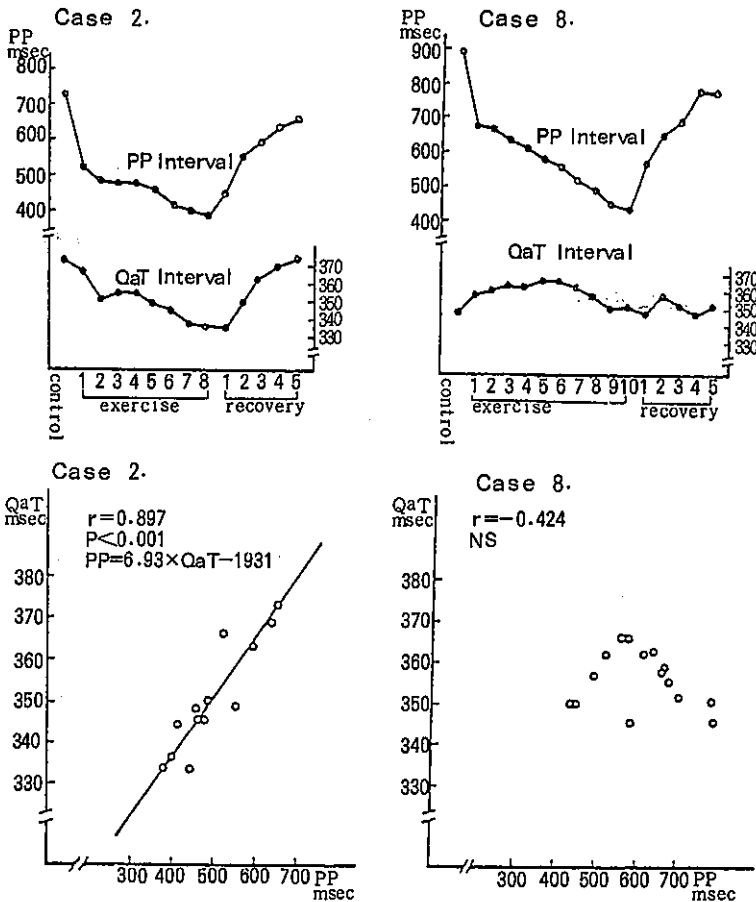 Case 2.
PP
msec
800
700
600
500
400
PP Interval
QaT Interval
370
360
350
340
330
control
1 2 3 4 5 6 7 8 1 2 3 4 5
exercise recovery
Case 8.
PP
msec
900
800
700
600
500
400
PP Interval
QaT Interval
370
360
350
340
330
control
1 2 3 4 5 6 7 8 9 10 1 2 3 4 5
exercise recovery
Case 2.
QaT
msec
r=0.897
P<0.001
PP=6.93×QaT-1931
380
370
360
350
340
330
300 400 500 600 700 PP
msec
Case 8.
QaT
msec
r=-0.424
NS
380
370
360
350
340
330
300 400 500 600 700 PP
msec